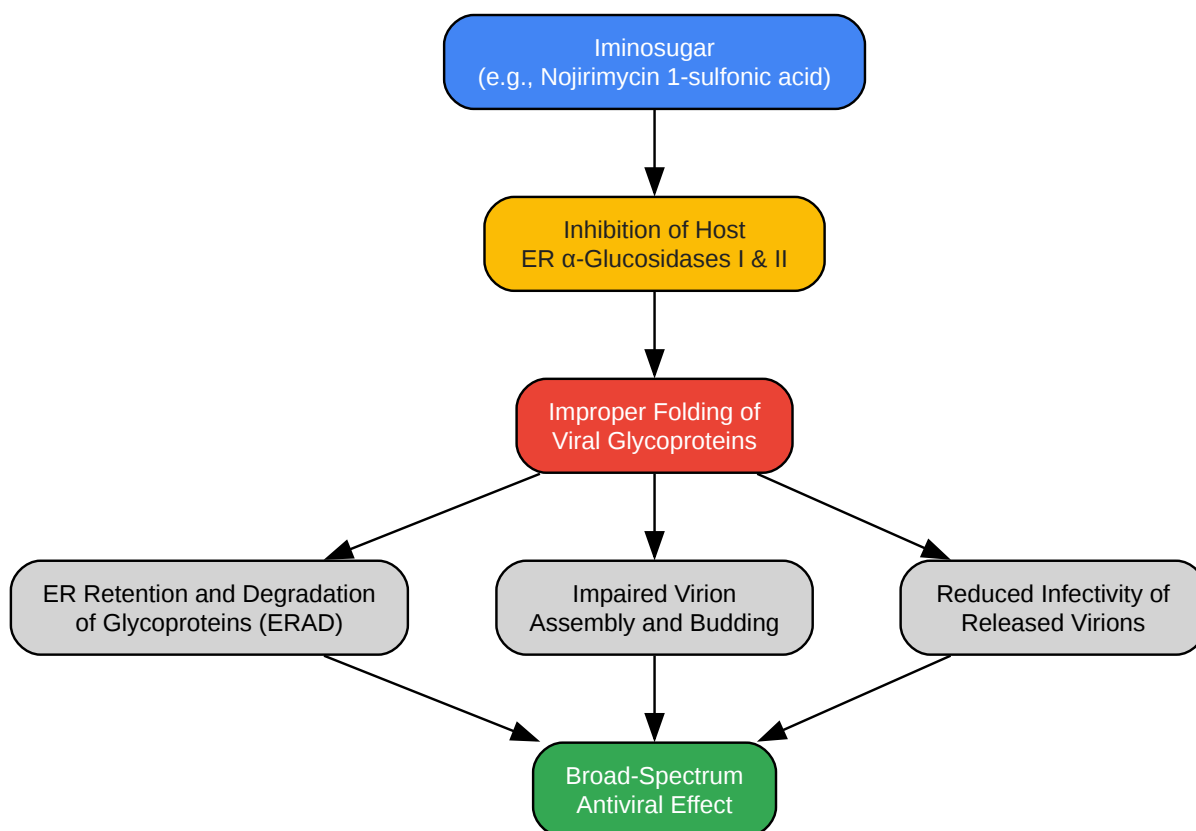 Iminosugar
(e.g., Nojirimycin 1-sulfonic acid)
Inhibition of Host
ER α-Glucosidases I & II
Improper Folding of
Viral Glycoproteins
ER Retention and Degradation
of Glycoproteins (ERAD)
Impaired Virion
Assembly and Budding
Reduced Infectivity of
Released Virions
Broad-Spectrum
Antiviral Effect